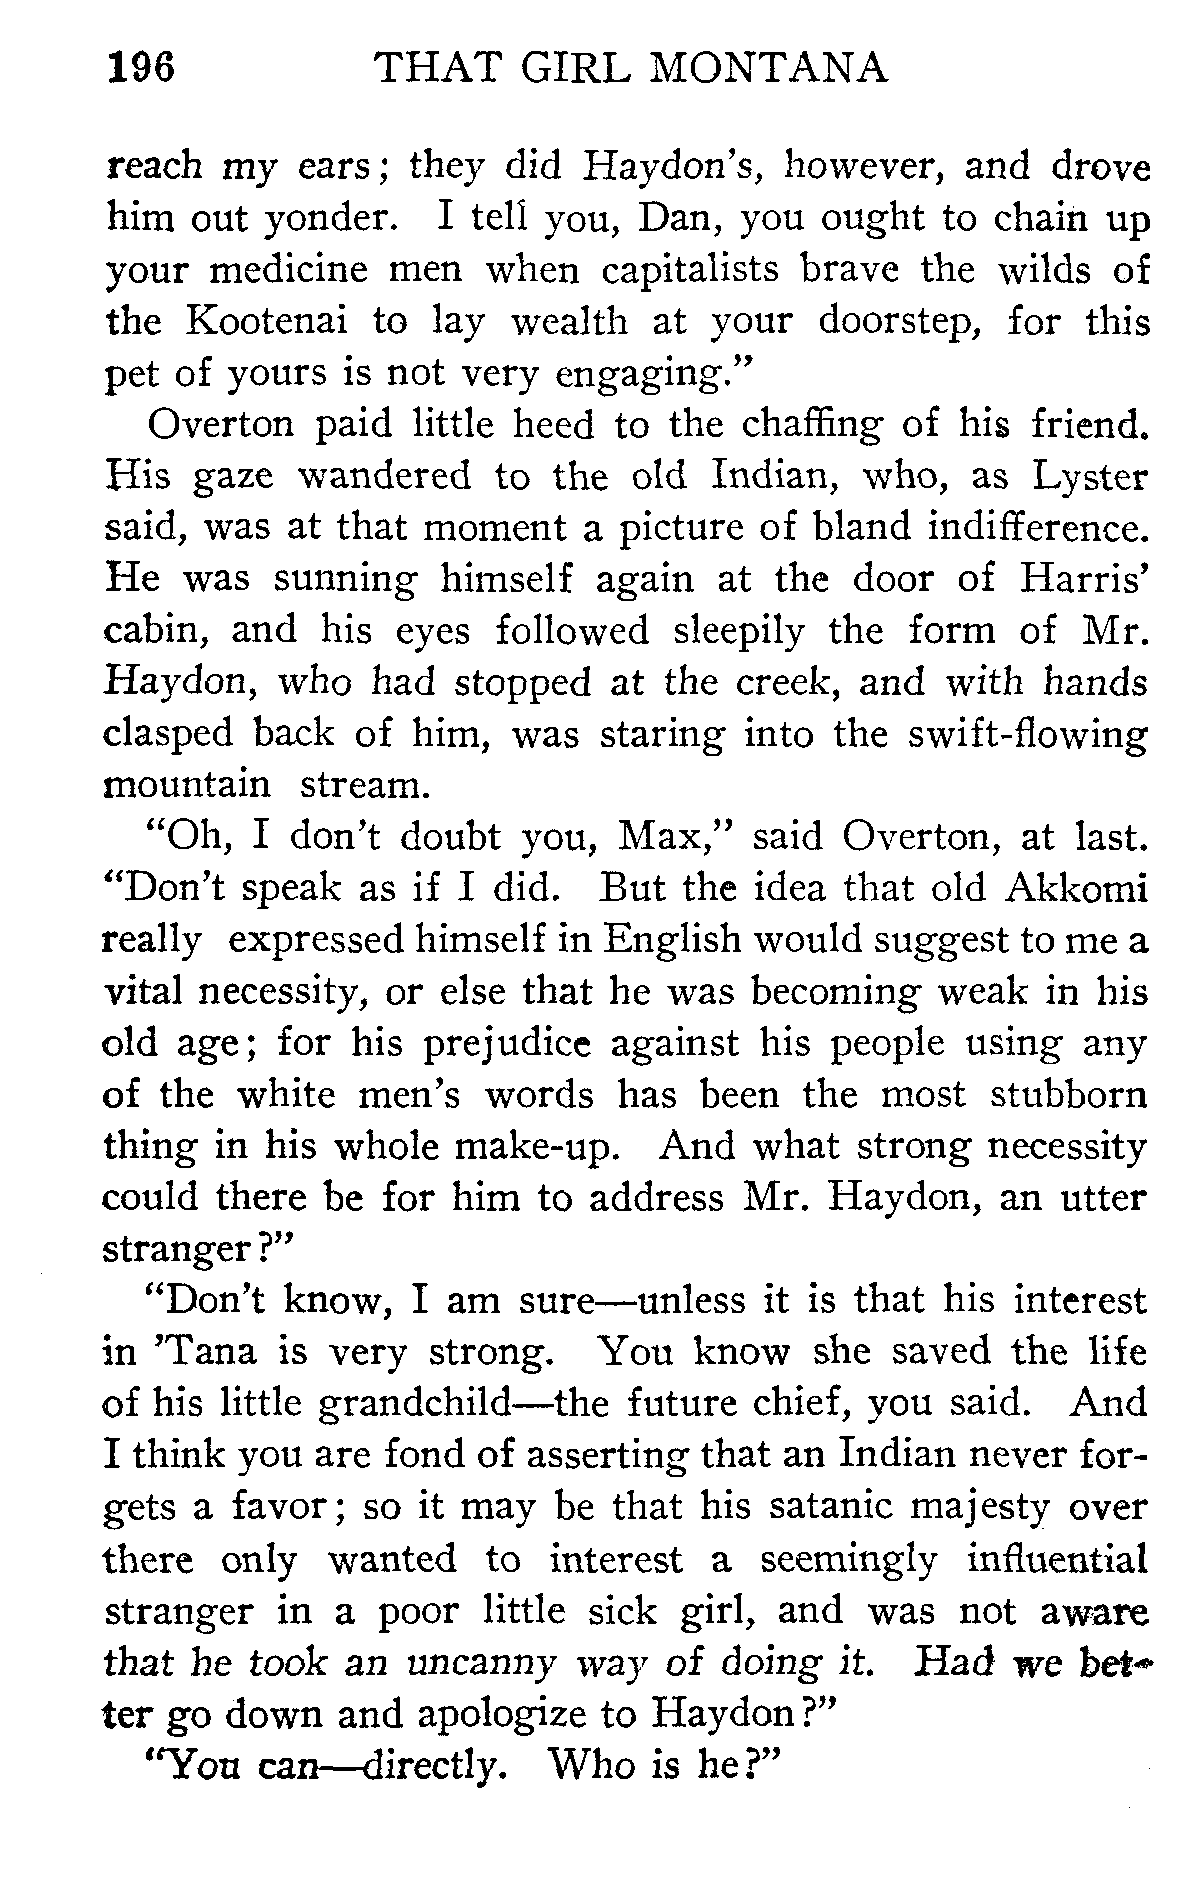 196 THAT GIRL MONTANA
reach my ears; they did Haydon's, however, and drove
him out yonder. I tell you, Dan, you ought to chain up
your medicine men when capitalists brave the wilds of
the Kootenai to lay wealth at your doorstep, for this
pet of yours is not very engaging."
Overton paid little heed to the chaffing of his friend.
His gaze wandered to the old Indian, who, as Lyster
said, was at that moment a picture of bland indifference.
He was sunning himself again at the door of Harris'
cabin, and his eyes followed sleepily the form of Mr.
Haydon, who had stopped at the creek, and with hands
clasped back of him, was staring into the swift-flowing
mountain stream.
"Oh, I don't doubt you, Max," said Overton, at last.
"Don't speak as if I did. But the idea that old Akkomi
really expressed himself in English would suggest to me a
vital necessity, or else that he was becoming weak in his
old age; for his prejudice against his people using any
of the white men's words has been the most stubborn
thing in his whole make-up. And what strong necessity
could there be for him to address Mr. Haydon, an utter
stranger?"
"Don't know, I am sure—unless it is that his interest
in 'Tana is very strong. You know she saved the life
of his little grandchild—the future chief, you said. And
I think you are fond of asserting that an Indian never for-
gets a favor; so it may be that his satanic majesty over
there only wanted to interest a seemingly influential
stranger in a poor little sick girl, and was not aware
that he took an uncanny way of doing it. Had we bet-
ter go down and apologize to Haydon?"
"You can—directly. Who is he?"